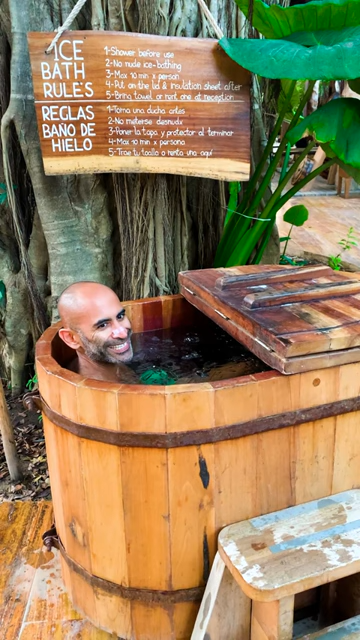 ICE
BATH
RULES
1-Shower before use
2-No nude ice-bathing
3-Max 10 min x person
4-Put on the lid & insulation sheet after
5-Bring towel or rent one at reception
REGLAS
BAÑO DE
HIELO
1-Toma una ducha antes
2-No meterse desnudx
3-Poner la tapa y protector al terminar
4-Max 10 min x persona
5-Trae tu toalla o renta una aquí